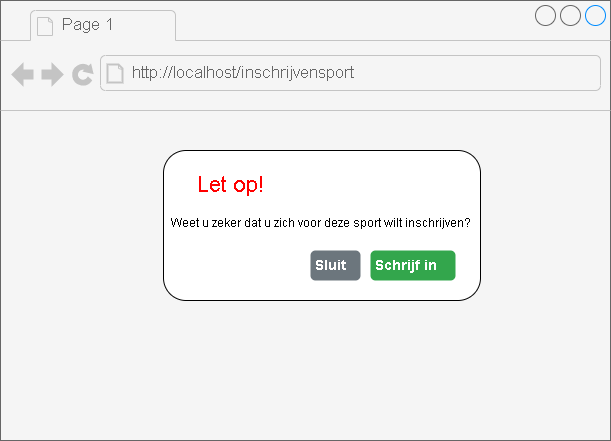 Page 1
http://localhost/inschrijvensport
Let op!
Weet u zeker dat u zich voor deze sport wilt inschrijven?
Sluit
Schrijf in